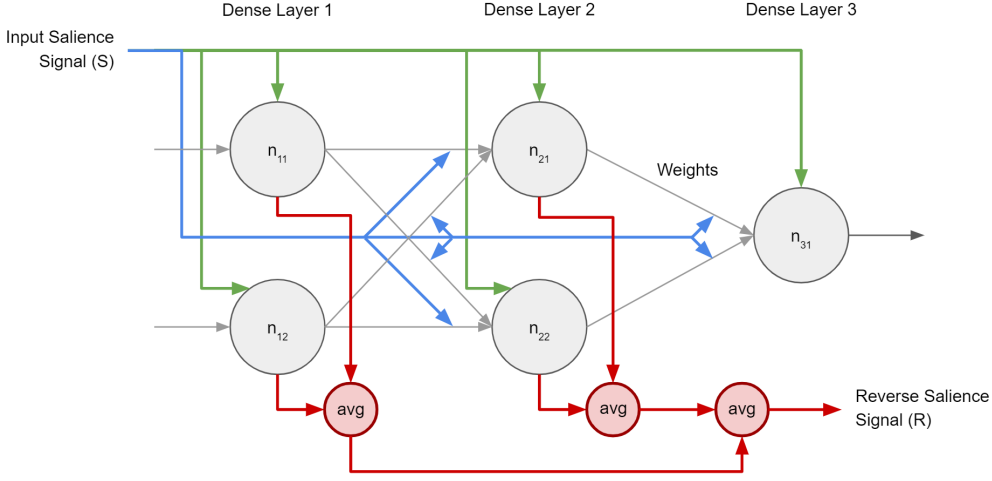 Dense Layer 1
Dense Layer 2
Dense Layer 3
Input Salience
Signal (S)
n11
n21
Weights
n31
n12
n22
avg
avg
avg
Reverse Salience
Signal (R)